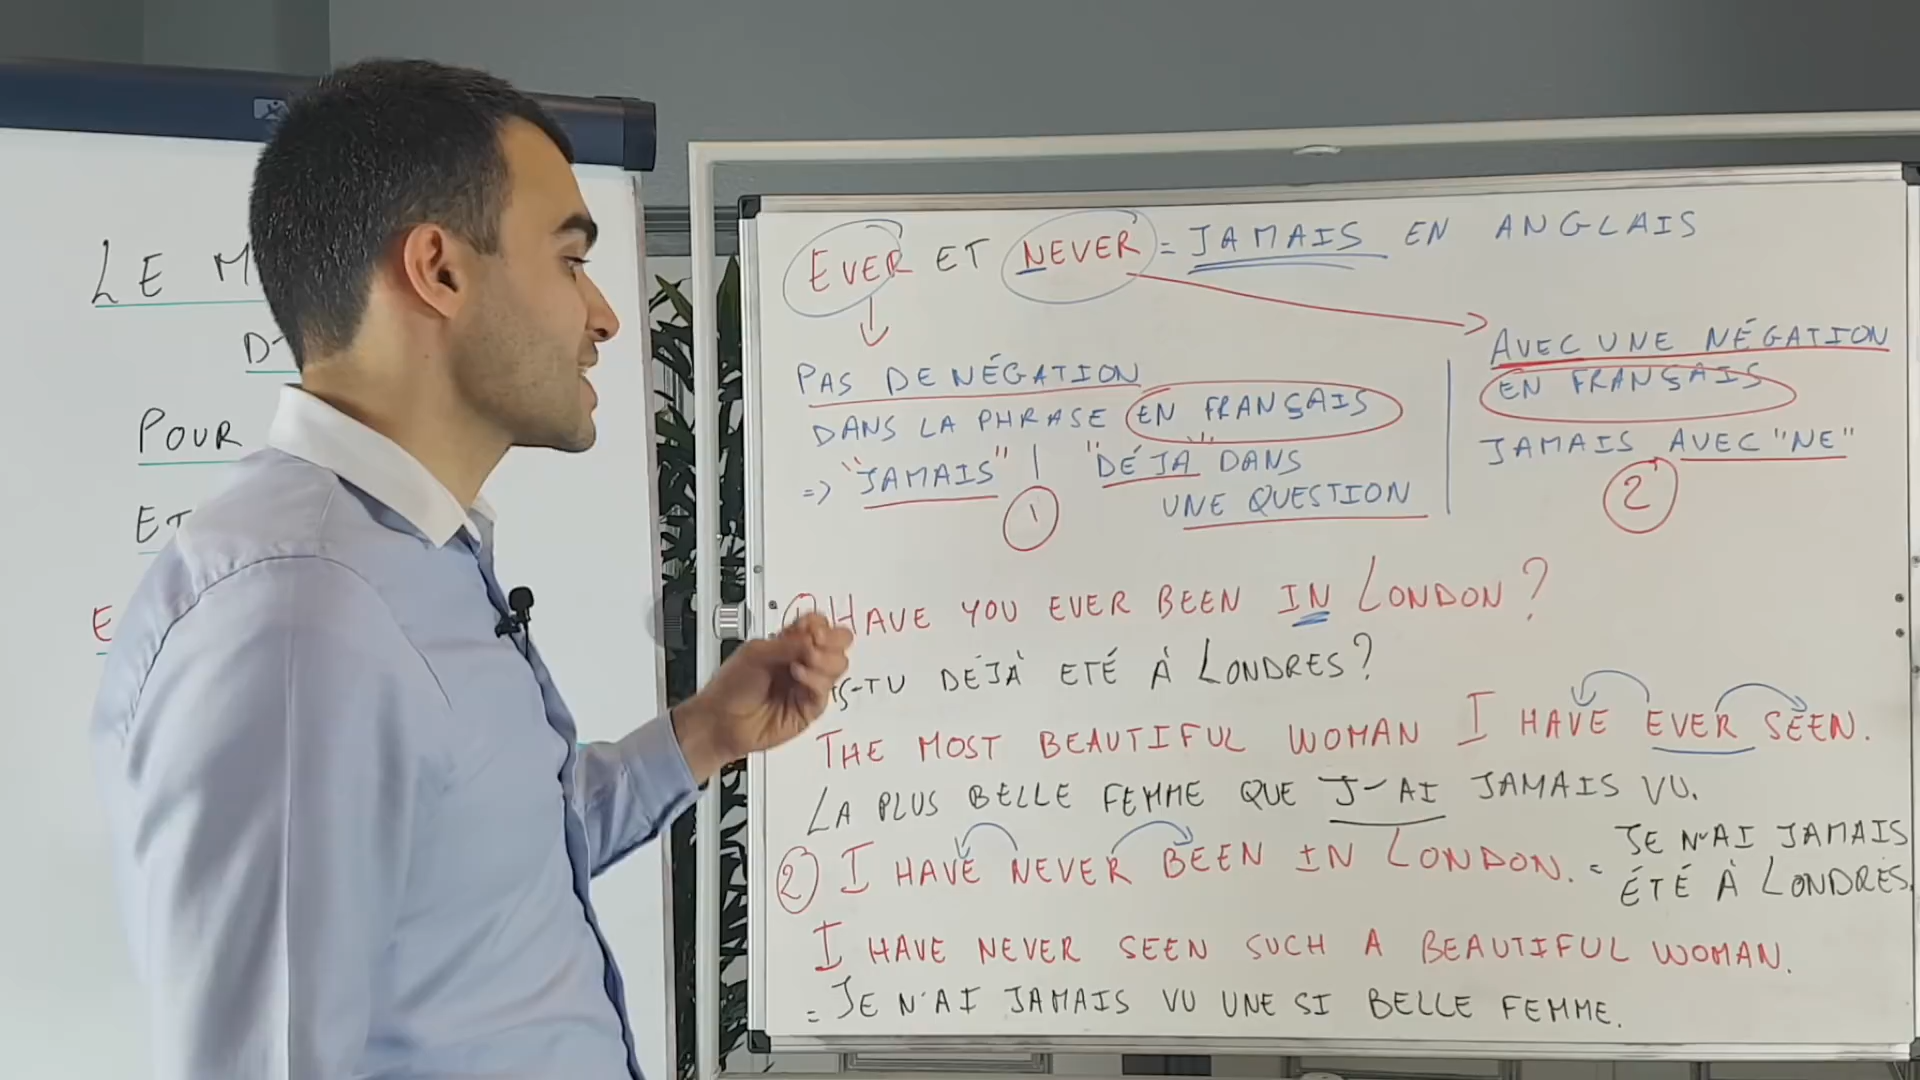 LE
POUR
ET
E
EVER ET NEVER = JAMAIS EN ANGLAIS
PAS DE NÉGATION
DANS LA PHRASE EN FRANÇAIS
=> "JAMAIS" | "DÉJÀ" DANS
UNE QUESTION
1
AVEC UNE NÉGATION
EN FRANÇAIS
JAMAIS AVEC "NE"
2
HAVE YOU EVER BEEN IN LONDON?
S-TU DÉJÀ ETÉ À LONDRES?
THE MOST BEAUTIFUL WOMAN I HAVE EVER SEEN.
LA PLUS BELLE FEMME QUE J'AI JAMAIS VU.
2 I HAVE NEVER BEEN IN LONDON. = JE N'AI JAMAIS
ÉTÉ À LONDRES.
I HAVE NEVER SEEN SUCH A BEAUTIFUL WOMAN.
= JE N'AI JAMAIS VU UNE SI BELLE FEMME.